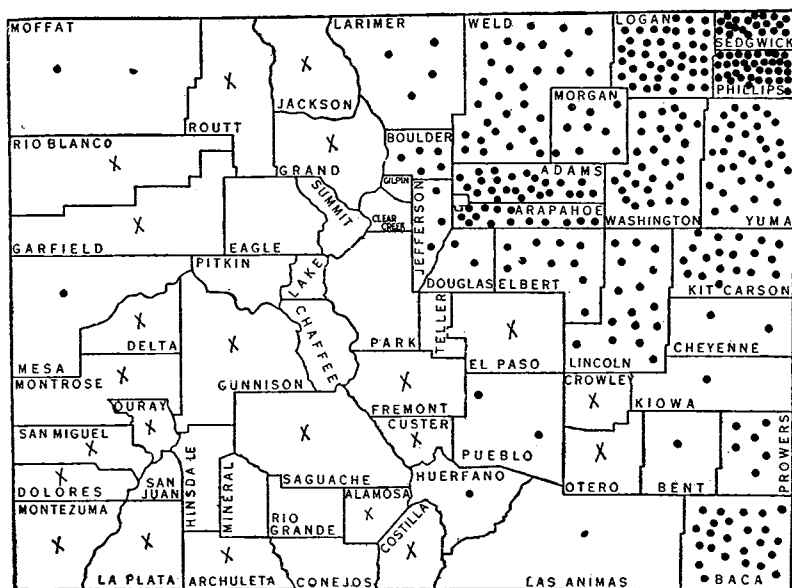 MOFFAT
LARIMER
WELD
LOGAN
SEDGWICK
PHILLIPS
JACKSON
MORGAN
ROUTT
RIO BLANCO
GRAND
BOULDER
GILPIN
ADAMS
SUMMIT
JEFFERSON
CLEAR
CREEK
ARAPAHOE
WASHINGTON
YUMA
GARFIELD
EAGLE
PITKIN
LAKE
DOUGLAS
ELBERT
KIT CARSON
CHAFFEE
PARK
TELLER
DELTA
MESA
EL PASO
LINCOLN
CHEYENNE
MONTROSE
GUNNISON
CROWLEY
KIOWA
OURAY
FREMONT
SAN MIGUEL
CUSTER
PUEBLO
HINSDALE
MINERAL
SAGUACHE
HUERFANO
OTERO
BENT
PROWERS
DOLORES
SAN
JUAN
ALAMOSA
MONTEZUMA
RIO
GRANDE
COSTILLA
LA PLATA
ARCHULETA
CONEJOS
LAS ANIMAS
BACA